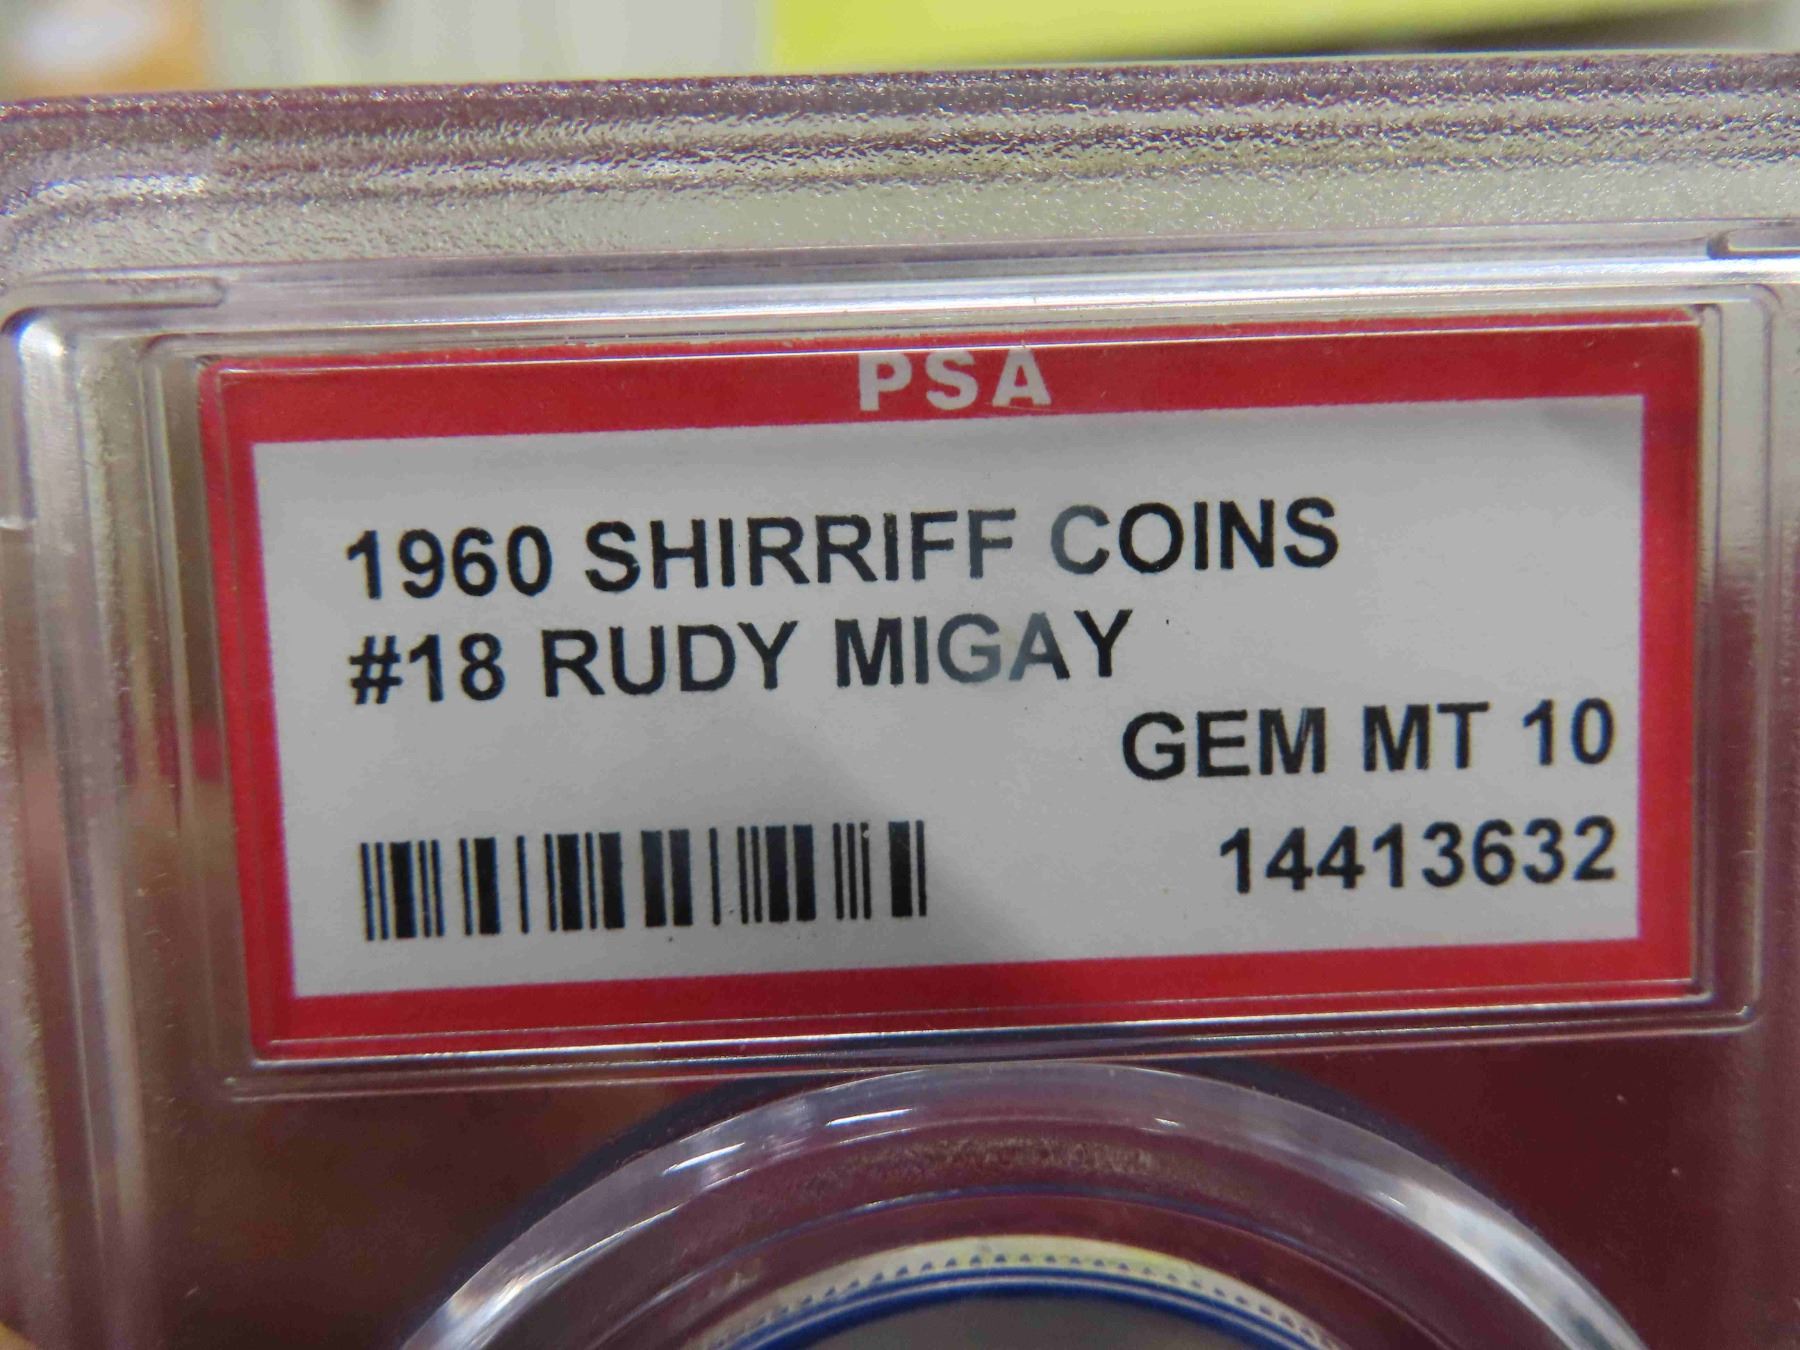 PSA
1960 SHIRRIFF COINS
#18 RUDY MIGAY
GEM MT 10
14413632